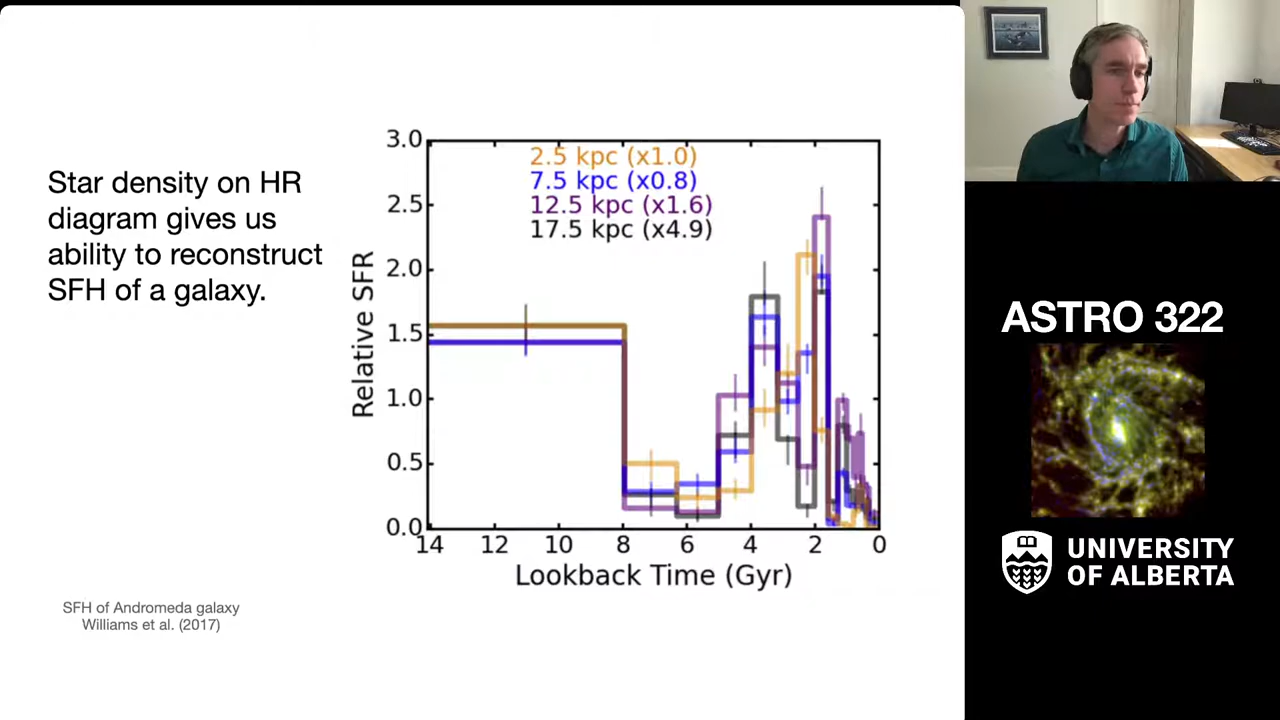 Star density on HR
diagram gives us
ability to reconstruct
SFH of a galaxy.
SFH of Andromeda galaxy
Williams et al. (2017)
Relative SFR
3.0
2.5
2.0
1.5
1.0
0.5
0.0
2.5 kpc (x1.0)
7.5 kpc (x0.8)
12.5 kpc (x1.6)
17.5 kpc (x4.9)
14 12 10 8 6 4 2 0
Lookback Time (Gyr)
ASTRO 322
UNIVERSITY
OF ALBERTA